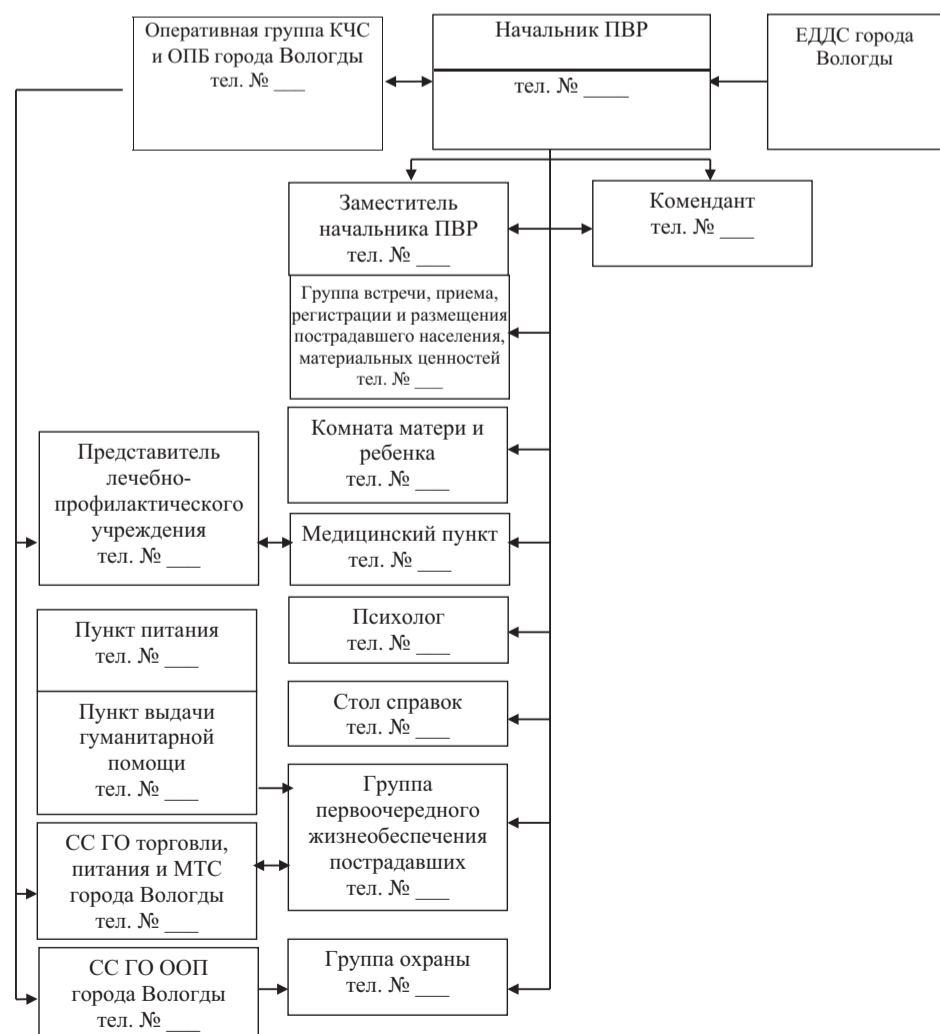 Оперативная группа КЧС
и ОПБ города Вологды
тел. № ___
Начальник ПВР
тел. № ____
ЕДДС города
Вологды
Заместитель
начальника ПВР
тел. № ___
Комендант
тел. № ___
Группа встречи, приема,
регистрации и размещения
пострадавшего населения,
материальных ценностей
тел. № ___
Комната матери и
ребенка
тел. № ___
Представитель
лечебно-
профилактического
учреждения
тел. № ___
Медицинский пункт
тел. № ___
Пункт питания
тел. № ___
Психолог
тел. № ___
Пункт выдачи
гуманитарной
помощи
тел. № ___
Стол справок
тел. № ___
Группа
первоочередного
жизнеобеспечения
пострадавших
тел. № ___
СС ГО торговли,
питания и МТС
города Вологды
тел. № ___
СС ГО ООП
города Вологды
тел. № ___
Группа охраны
тел. № ___